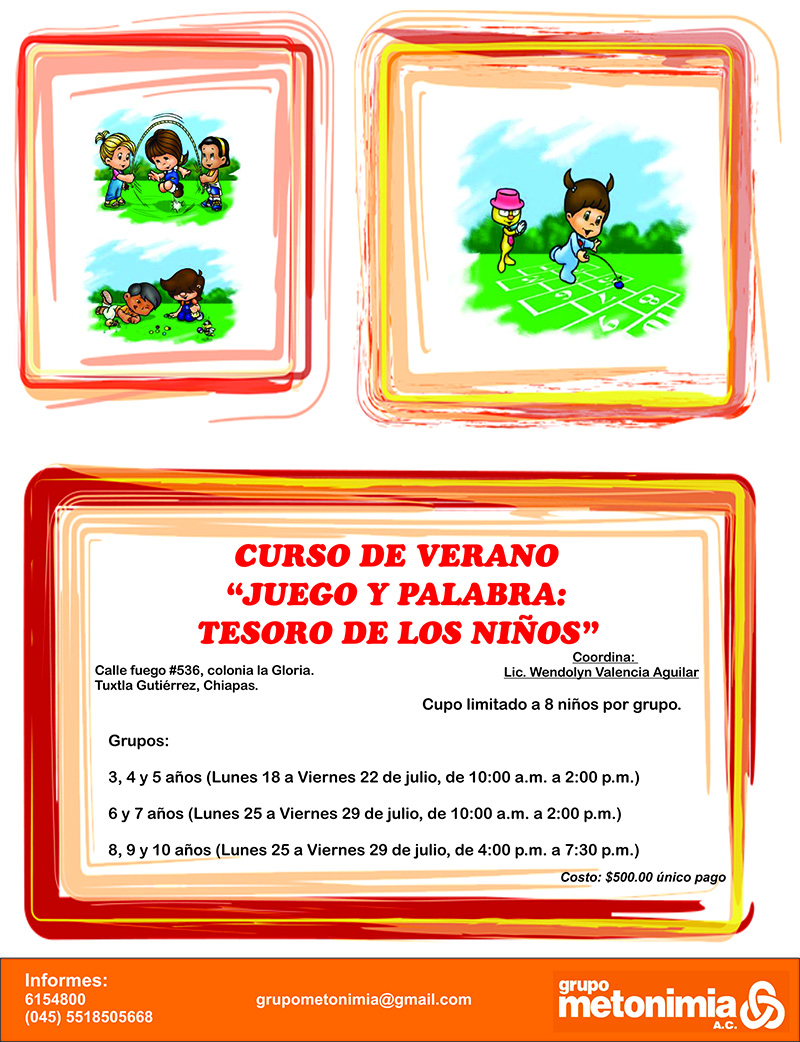 CURSO DE VERANO
“JUEGO Y PALABRA:
TESORO DE LOS NIÑOS”
Calle fuego #536, colonia la Gloria.
Tuxtla Gutiérrez, Chiapas.
Coordina:
Lic. Wendolyn Valencia Aguilar
Cupo limitado a 8 niños por grupo.
Grupos:
3, 4 y 5 años (Lunes 18 a Viernes 22 de julio, de 10:00 a.m. a 2:00 p.m.)
6 y 7 años (Lunes 25 a Viernes 29 de julio, de 10:00 a.m. a 2:00 p.m.)
8, 9 y 10 años (Lunes 25 a Viernes 29 de julio, de 4:00 p.m. a 7:30 p.m.)
Costo: $500.00 único pago
Informes:
6154800
(045) 5518505668
grupometonimia@gmail.com
grupo
metonimia
A.C.